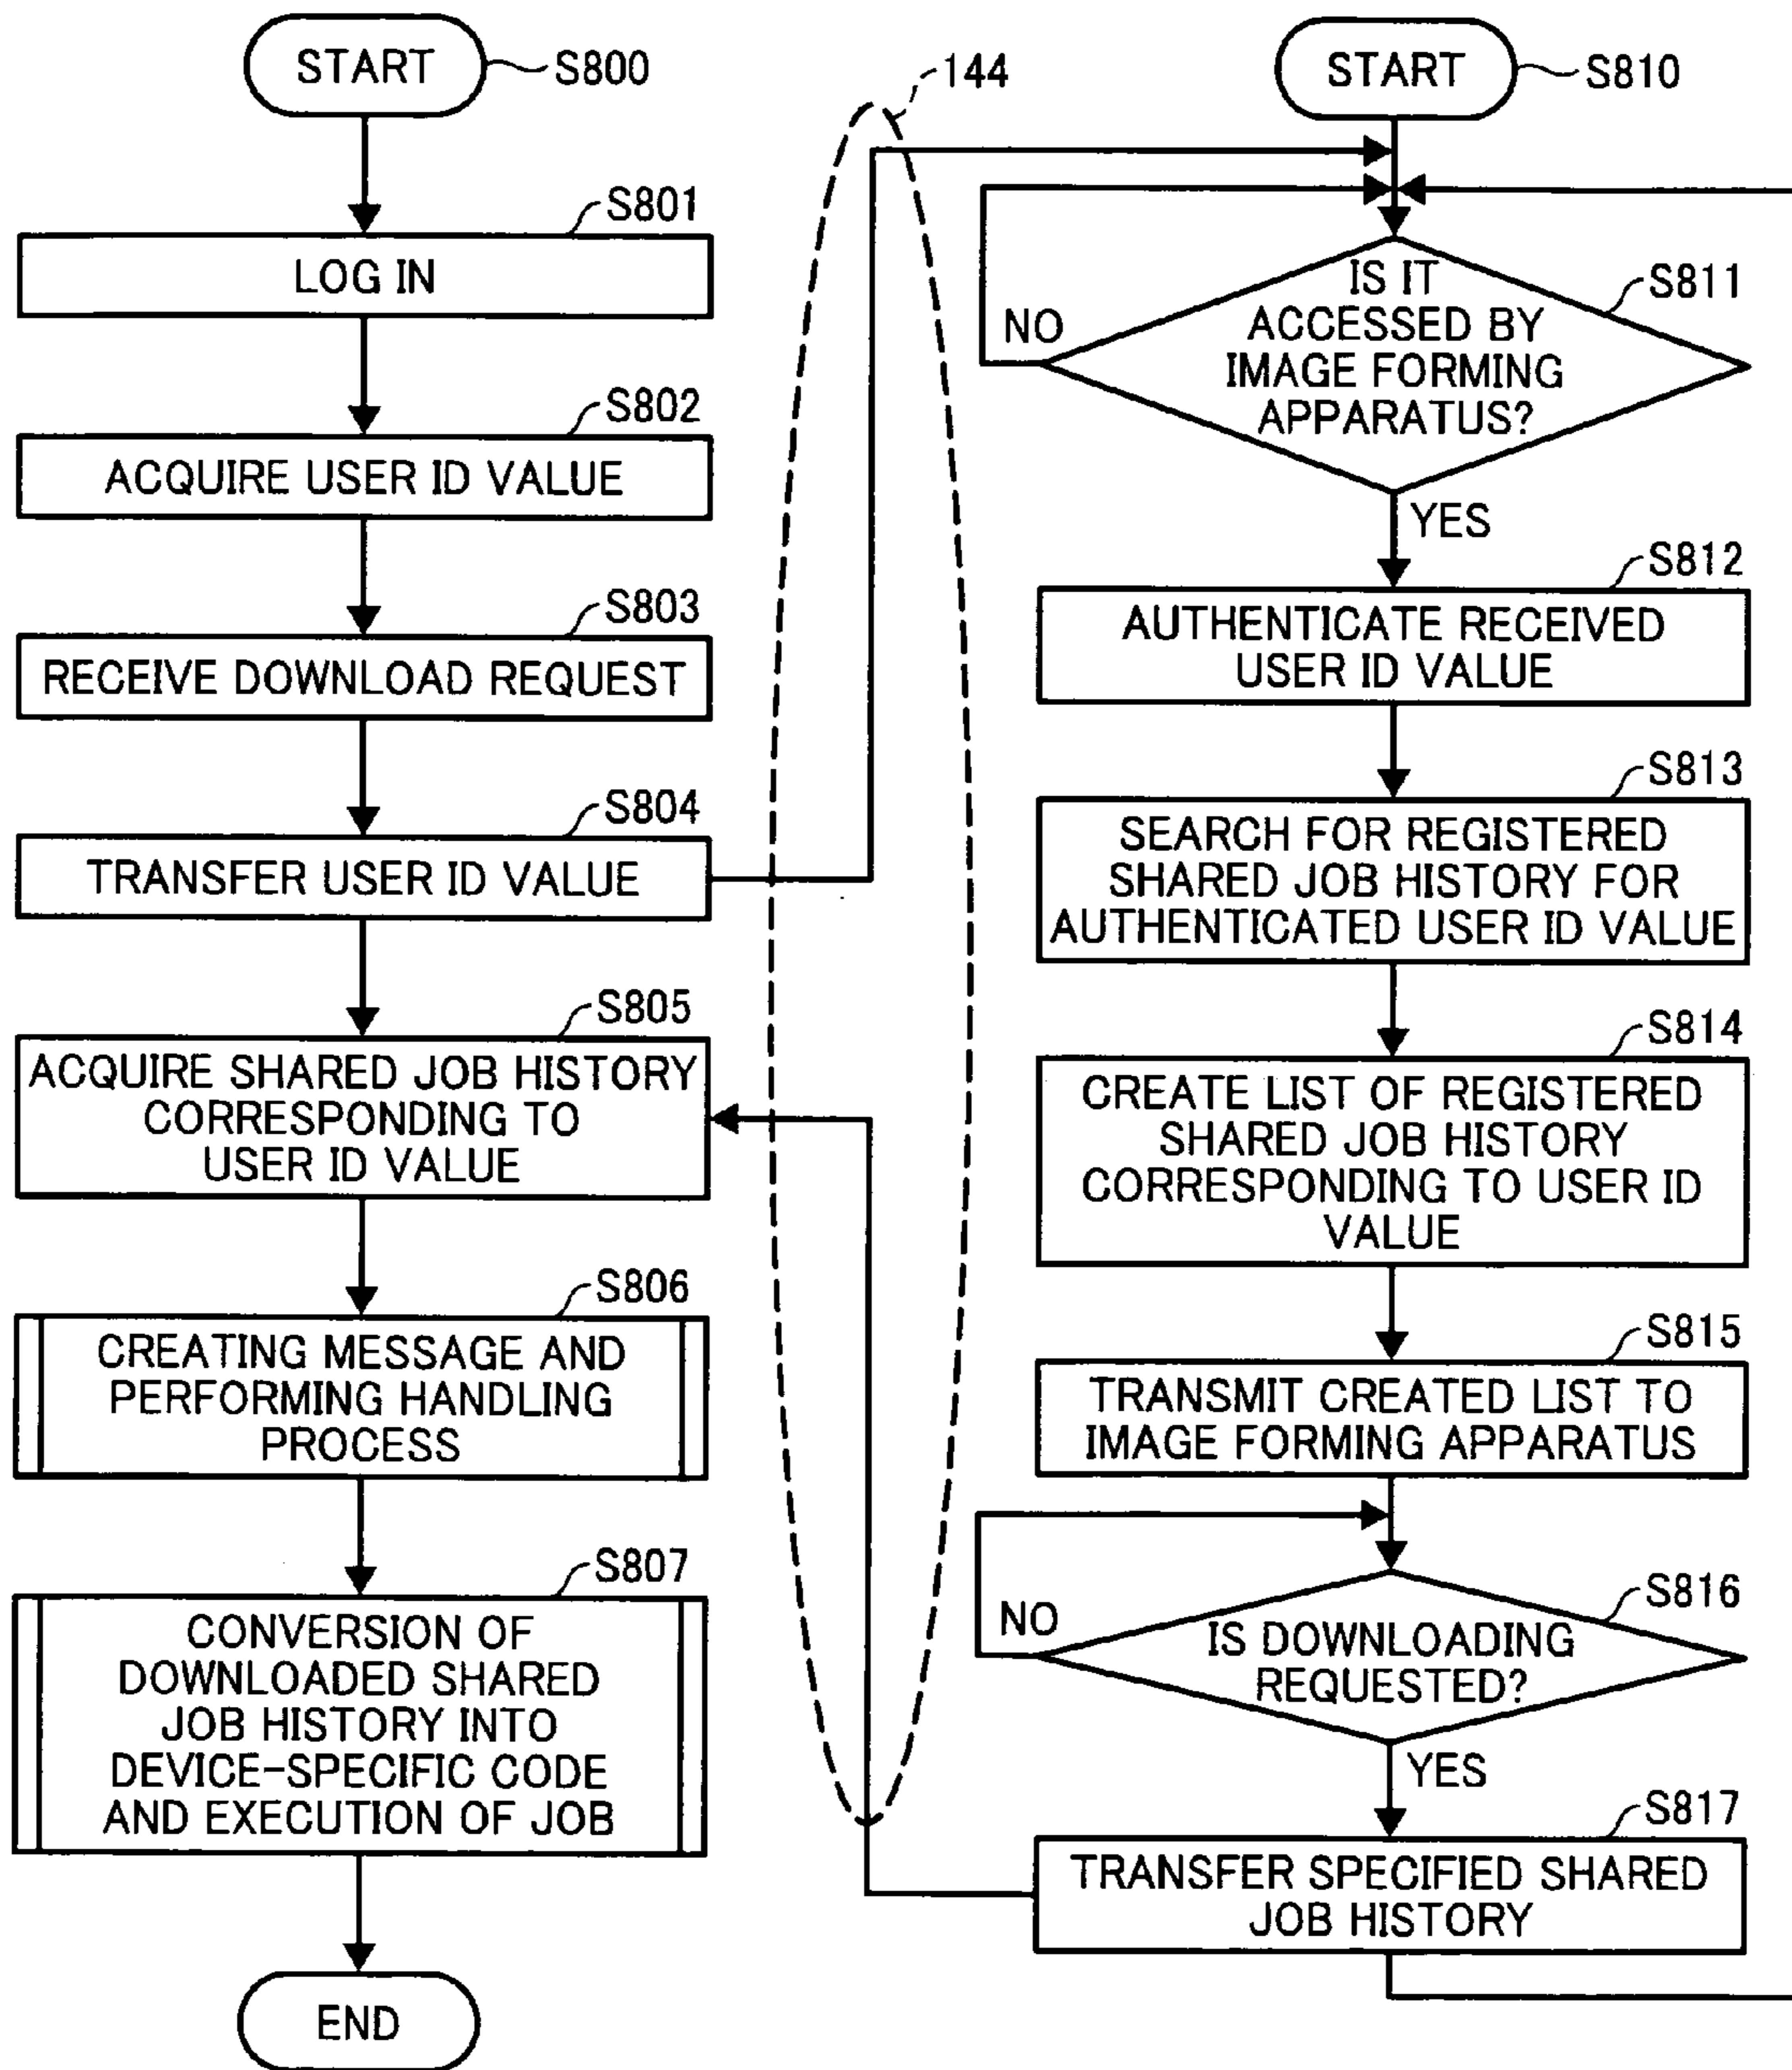 START
S800
S801
LOG IN
S802
ACQUIRE USER ID VALUE
S803
RECEIVE DOWNLOAD REQUEST
S804
TRANSFER USER ID VALUE
S805
ACQUIRE SHARED JOB HISTORY
CORRESPONDING TO
USER ID VALUE
S806
CREATING MESSAGE AND
PERFORMING HANDLING
PROCESS
S807
CONVERSION OF
DOWNLOADED SHARED
JOB HISTORY INTO
DEVICE-SPECIFIC CODE
AND EXECUTION OF JOB
END
144
START
S810
S811
IS IT
ACCESSED BY
IMAGE FORMING
APPARATUS?
NO
YES
S812
AUTHENTICATE RECEIVED
USER ID VALUE
S813
SEARCH FOR REGISTERED
SHARED JOB HISTORY FOR
AUTHENTICATED USER ID VALUE
S814
CREATE LIST OF REGISTERED
SHARED JOB HISTORY
CORRESPONDING TO USER ID
VALUE
S815
TRANSMIT CREATED LIST TO
IMAGE FORMING APPARATUS
S816
NO
IS DOWNLOADING
REQUESTED?
YES
S817
TRANSFER SPECIFIED SHARED
JOB HISTORY